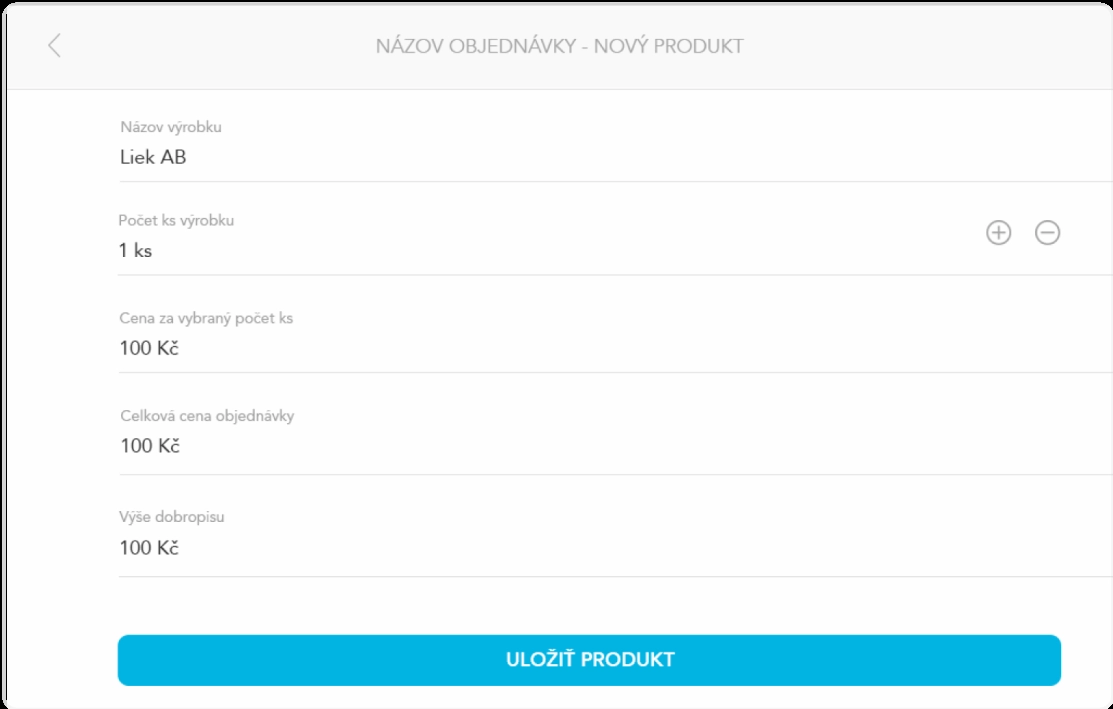 NÁZOV OBJEDNÁVKY - NOVÝ PRODUKT
Názov výrobku
Liek AB
Počet ks výrobku
1 ks
Cena za vybraný počet ks
100 Kč
Celková cena objednávky
100 Kč
Výše dobropisu
100 Kč
ULOŽIŤ PRODUKT